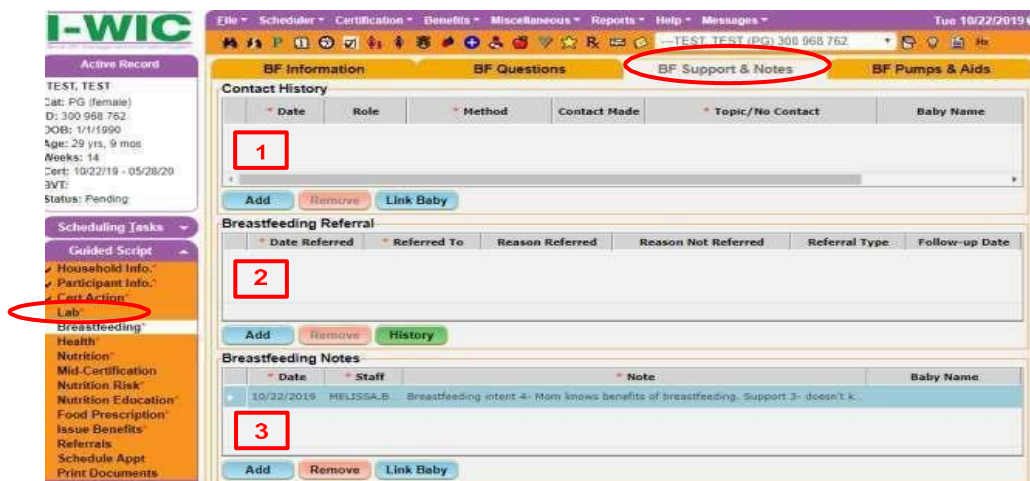 I-WIC
File Scheduler Certification Benefits Miscellaneous Reports Help Messages Tue 10/22/2019
---TEST, TEST (PG) 300 968 762
Active Record
TEST, TEST
Cat: PG (female)
ID: 300 968 762
DOB: 1/1/1990
Age: 29 yrs, 9 mos
Weeks: 14
Cert: 10/22/19 - 05/28/20
BVT:
Status: Pending
Scheduling Tasks
Guided Script
Household Info.*
Participant Info.*
Cert Action*
Lab*
Breastfeeding*
Health*
Nutrition*
Mid-Certification
Nutrition Risk*
Nutrition Education*
Food Prescription*
Issue Benefits*
Referrals
Schedule Appt
Print Documents
BF Information BF Questions BF Support & Notes BF Pumps & Aids
Contact History
* Date Role * Method Contact Made * Topic/No Contact Baby Name
1
Add Remove Link Baby
Breastfeeding Referral
* Date Referred * Referred To Reason Referred Reason Not Referred Referral Type Follow-up Date
2
Add Remove History
Breastfeeding Notes
* Date * Staff * Note Baby Name
10/22/2019 MELISSA.B... Breastfeeding intent 4- Mom knows benefits of breastfeeding. Support 3- doesn't k...
3
Add Remove Link Baby